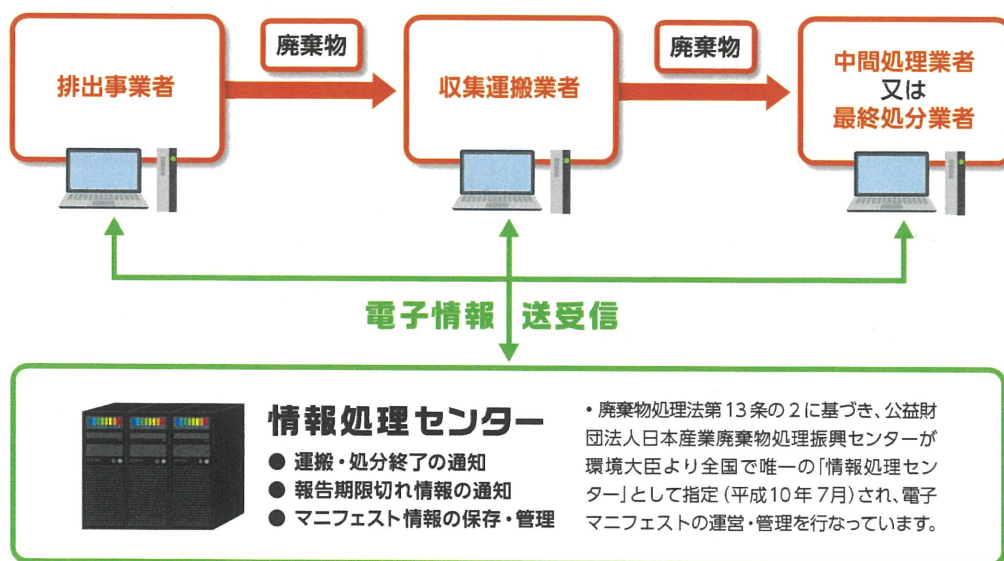 廃棄物
廃棄物
排出事業者
収集運搬業者
中間処理業者
又は
最終処分業者
電子情報 送受信
情報処理センター
● 運搬・処分終了の通知
● 報告期限切れ情報の通知
● マニフェスト情報の保存・管理
・廃棄物処理法第13条の2に基づき、公益財
団法人日本産業廃棄物処理振興センターが
環境大臣より全国で唯一の「情報処理セン
ター」として指定（平成10年7月）され、電子
マニフェストの運営・管理を行なっています。